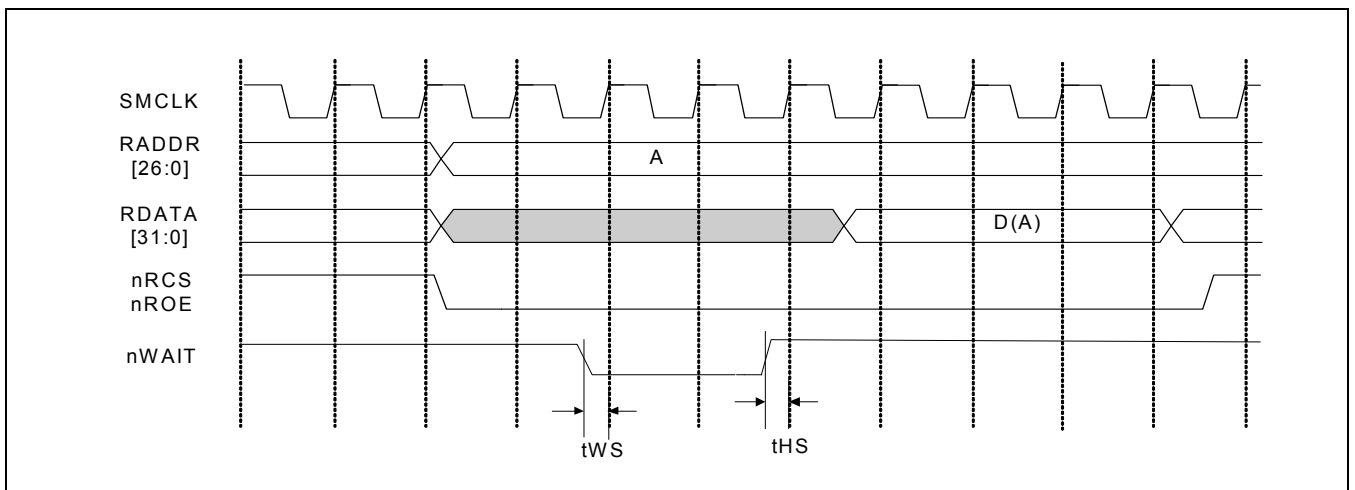 SMCLK
RADDR
[26:0]
A
RDATA
[31:0]
D(A)
nRCS
nROE
nWAIT
tWS
tHS